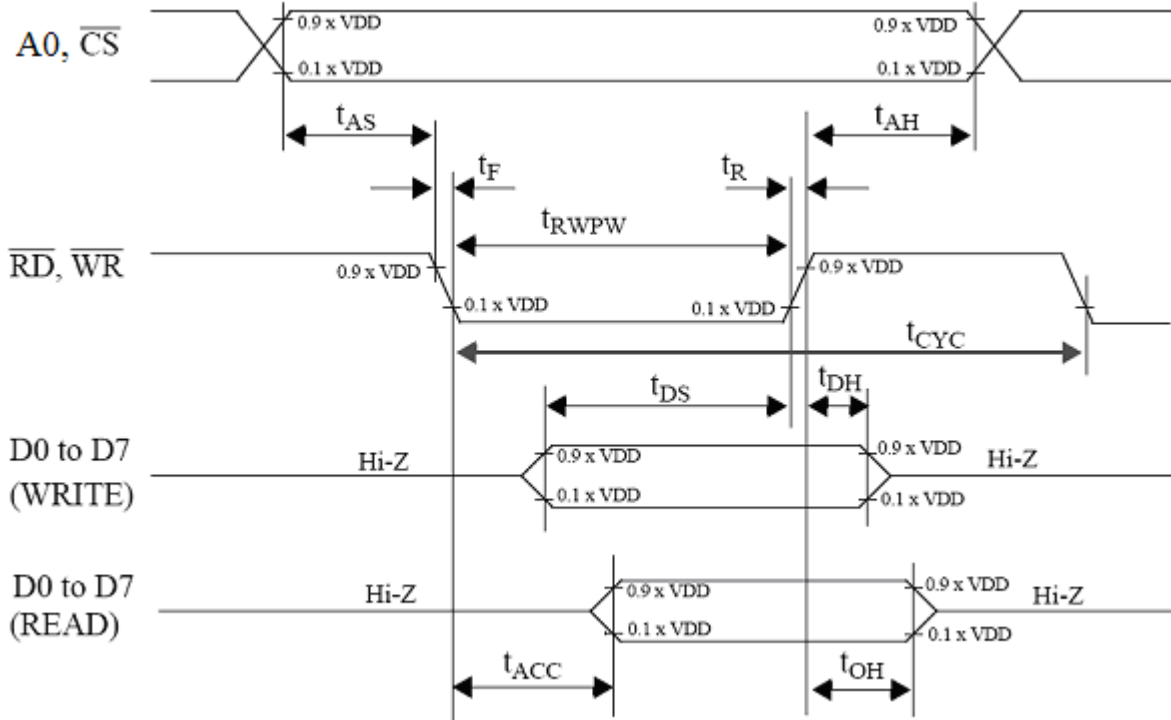 A0, C̅S̅
0.9 x VDD
0.9 x VDD
0.1 x VDD
0.1 x VDD
tAS
tAH
tF
tR
tRWPW
R̅D̅, W̅R̅
0.9 x VDD
0.9 x VDD
0.1 x VDD
0.1 x VDD
tCYC
tDS
tDH
D0 to D7
(WRITE)
Hi-Z
0.9 x VDD
0.9 x VDD
Hi-Z
0.1 x VDD
0.1 x VDD
D0 to D7
(READ)
Hi-Z
0.9 x VDD
0.9 x VDD
Hi-Z
0.1 x VDD
0.1 x VDD
tACC
tOH